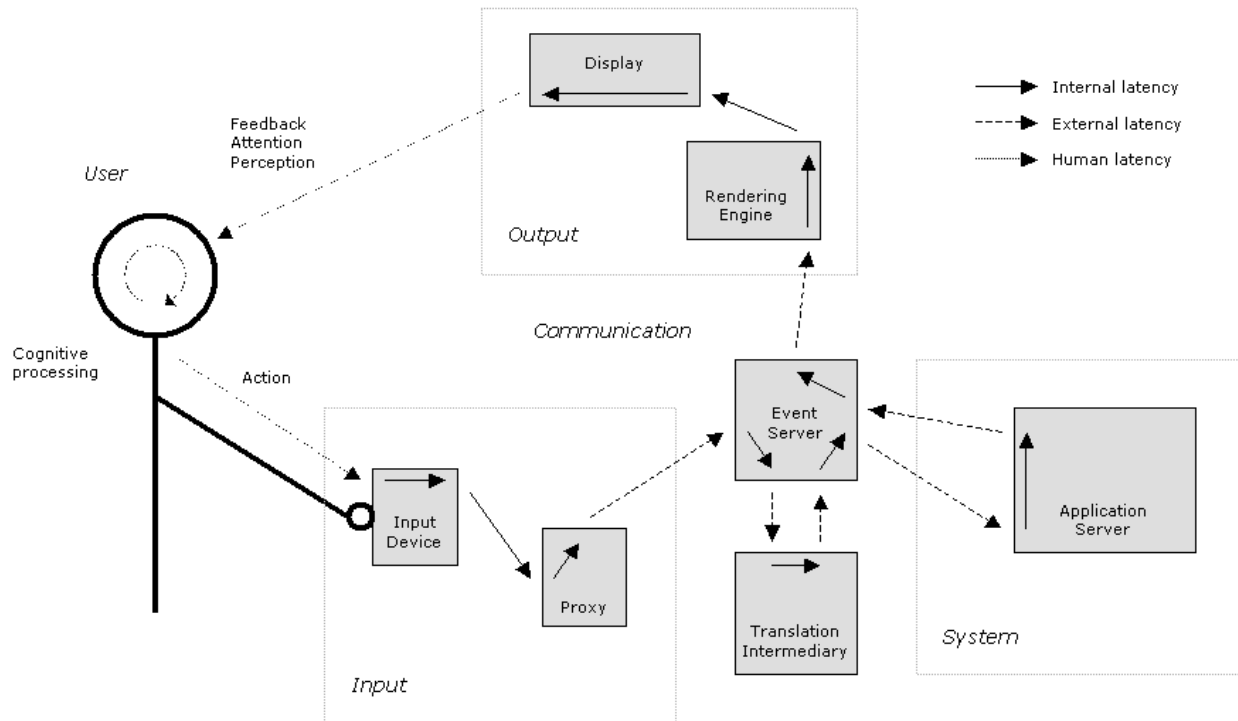 Display
Internal latency
External latency
Human latency
Feedback
Attention
Perception
User
Rendering
Engine
Output
Communication
Cognitive
processing
Action
Event
Server
Input
Device
Application
Server
Proxy
Translation
Intermediary
System
Input